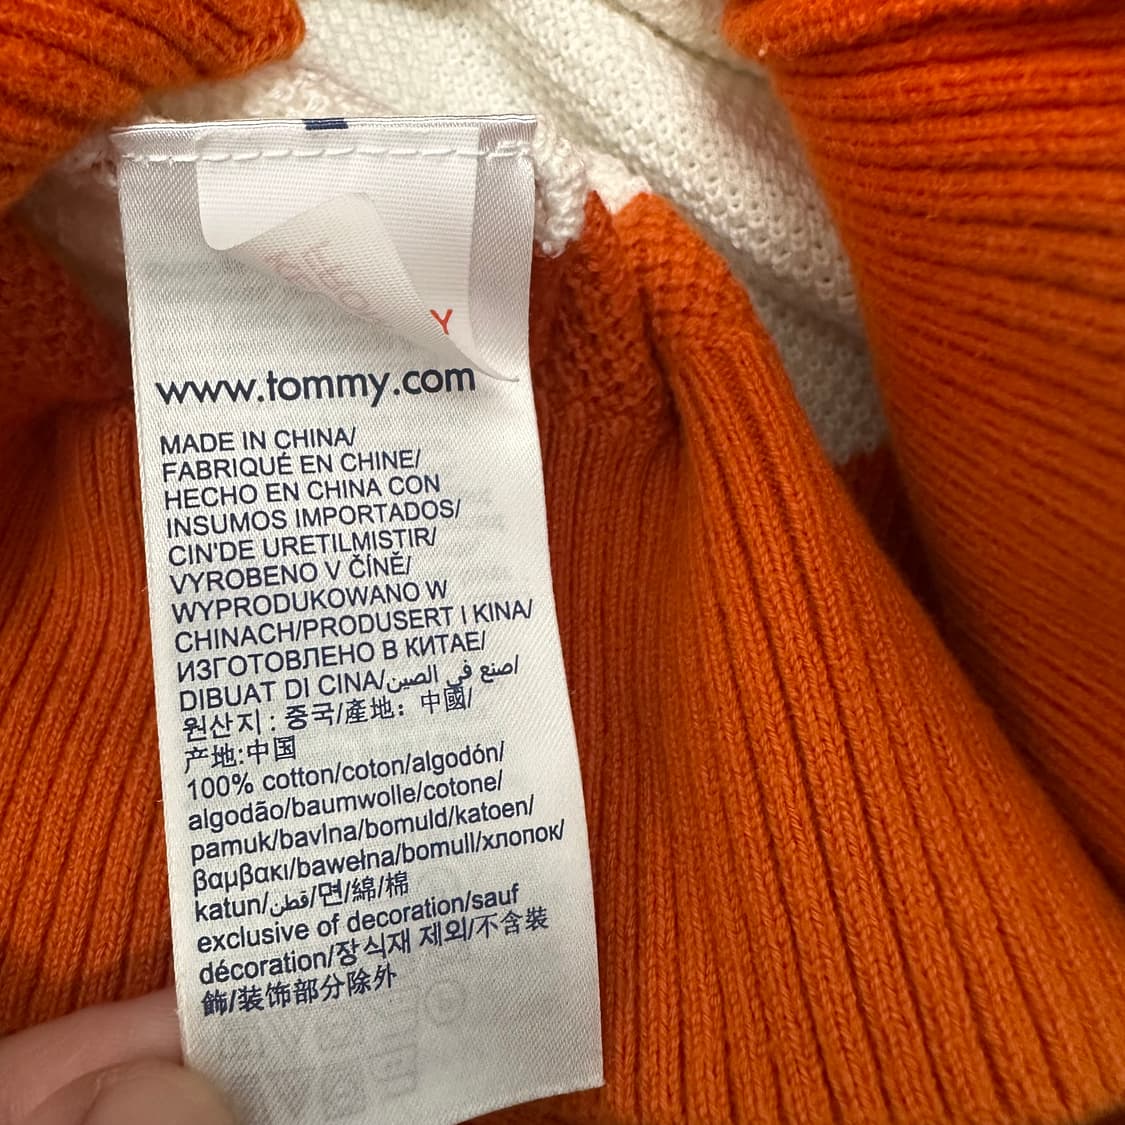 Y
www.tommy.com
MADE IN CHINA/
FABRIQUÉ EN CHINE/
HECHO EN CHINA CON
INSUMOS IMPORTADOS/
CIN'DE URETILMISTIR/
VYROBENO V ČÍNĚ/
WYPRODUKOWANO W
CHINACH/PRODUSERT I KINA/
ИЗГОТОВЛЕНО В КИТАЕ/
DIBUAT DI CINA/صنع في الصين/
원산지 : 중국/產地：中國/
产地:中国
100% cotton/coton/algodón/
algodão/baumwolle/cotone/
pamuk/bavlna/bomuld/katoen/
βαμβακι/bawełna/bomull/хлопок/
katun/قطن/면/綿/棉
exclusive of decoration/sauf
décoration/장식재 제외/不含裝
飾/装饰部分除外